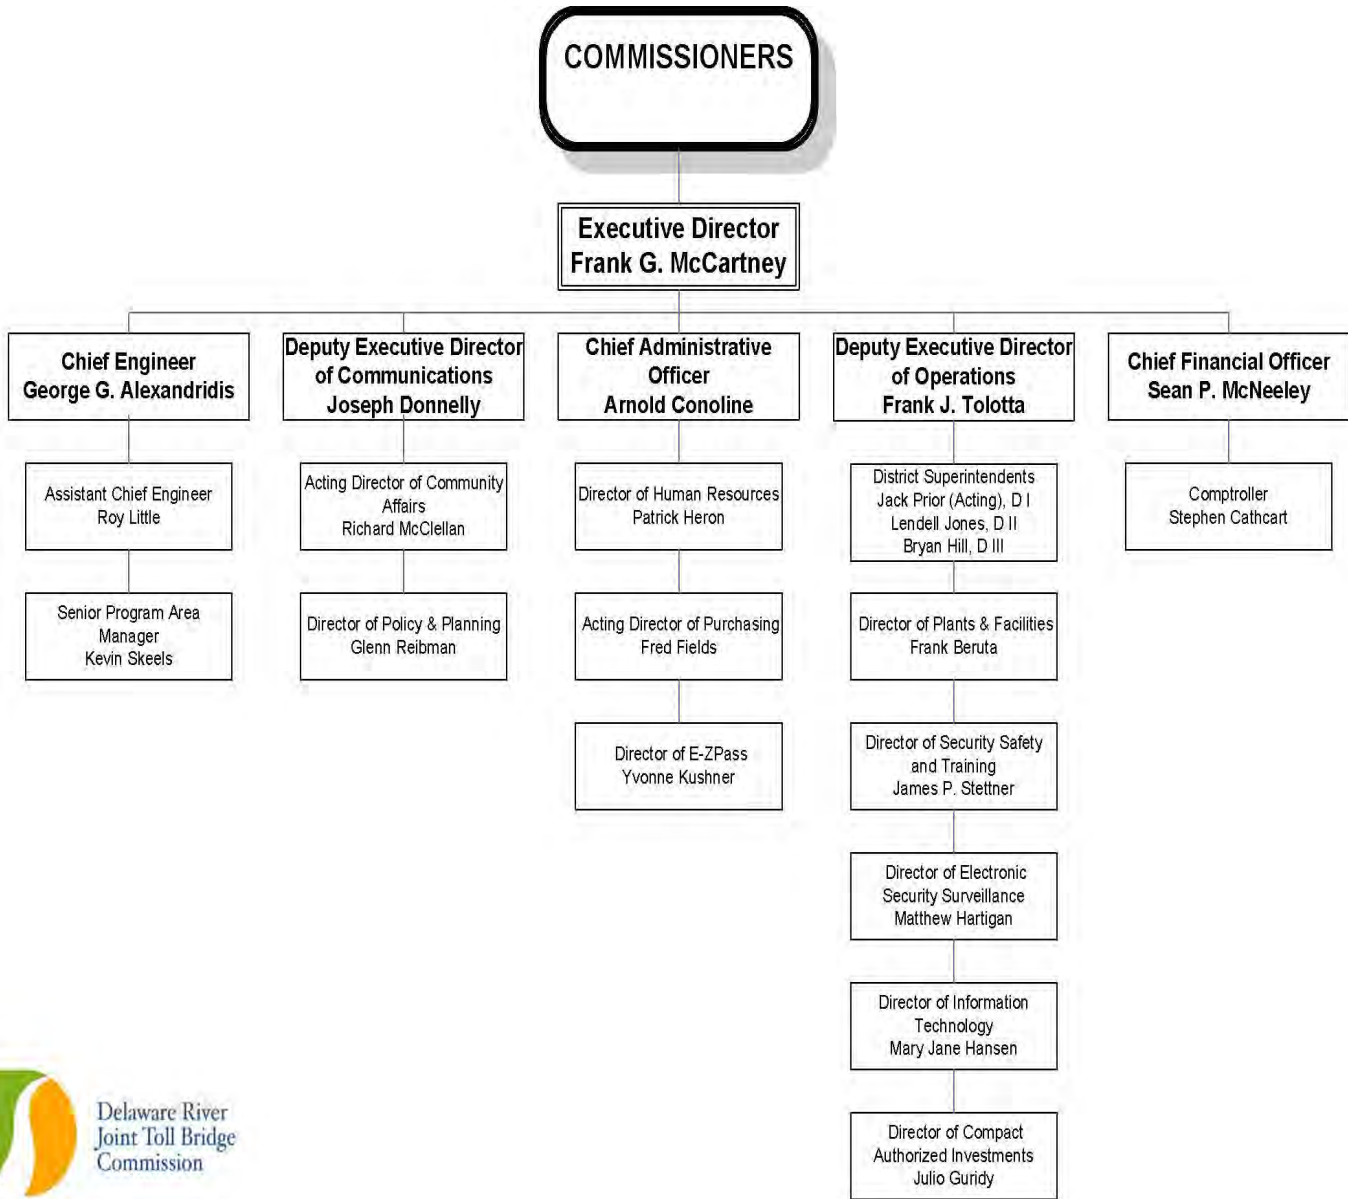 COMMISSIONERS
Executive Director
Frank G. McCartney
Chief Engineer
George G. Alexandridis
Assistant Chief Engineer
Roy Little
Senior Program Area
Manager
Kevin Skeels
Deputy Executive Director
of Communications
Joseph Donnelly
Acting Director of Community
Affairs
Richard McClellan
Director of Policy & Planning
Glenn Reibman
Chief Administrative
Officer
Arnold Conoline
Director of Human Resources
Patrick Heron
Acting Director of Purchasing
Fred Fields
Director of E-ZPass
Yvonne Kushner
Deputy Executive Director
of Operations
Frank J. Tolotta
District Superintendents
Jack Prior (Acting), D I
Lendell Jones, D II
Bryan Hill, D III
Director of Plants & Facilities
Frank Beruta
Director of Security Safety
and Training
James P. Stettner
Director of Electronic
Security Surveillance
Matthew Hartigan
Director of Information
Technology
Mary Jane Hansen
Director of Compact
Authorized Investments
Julio Guridy
Chief Financial Officer
Sean P. McNeeley
Comptroller
Stephen Cathcart
Delaware River
Joint Toll Bridge
Commission